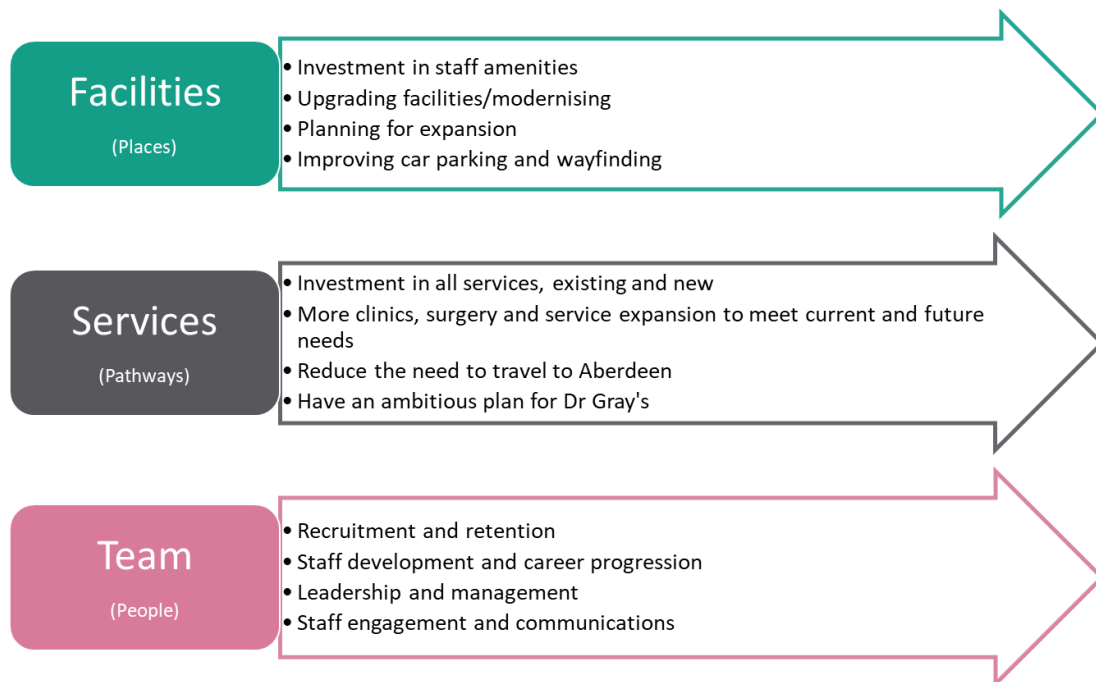 Facilities
(Places)
• Investment in staff amenities
• Upgrading facilities/modernising
• Planning for expansion
• Improving car parking and wayfinding
Services
(Pathways)
• Investment in all services, existing and new
• More clinics, surgery and service expansion to meet current and future
needs
• Reduce the need to travel to Aberdeen
• Have an ambitious plan for Dr Gray's
Team
(People)
• Recruitment and retention
• Staff development and career progression
• Leadership and management
• Staff engagement and communications